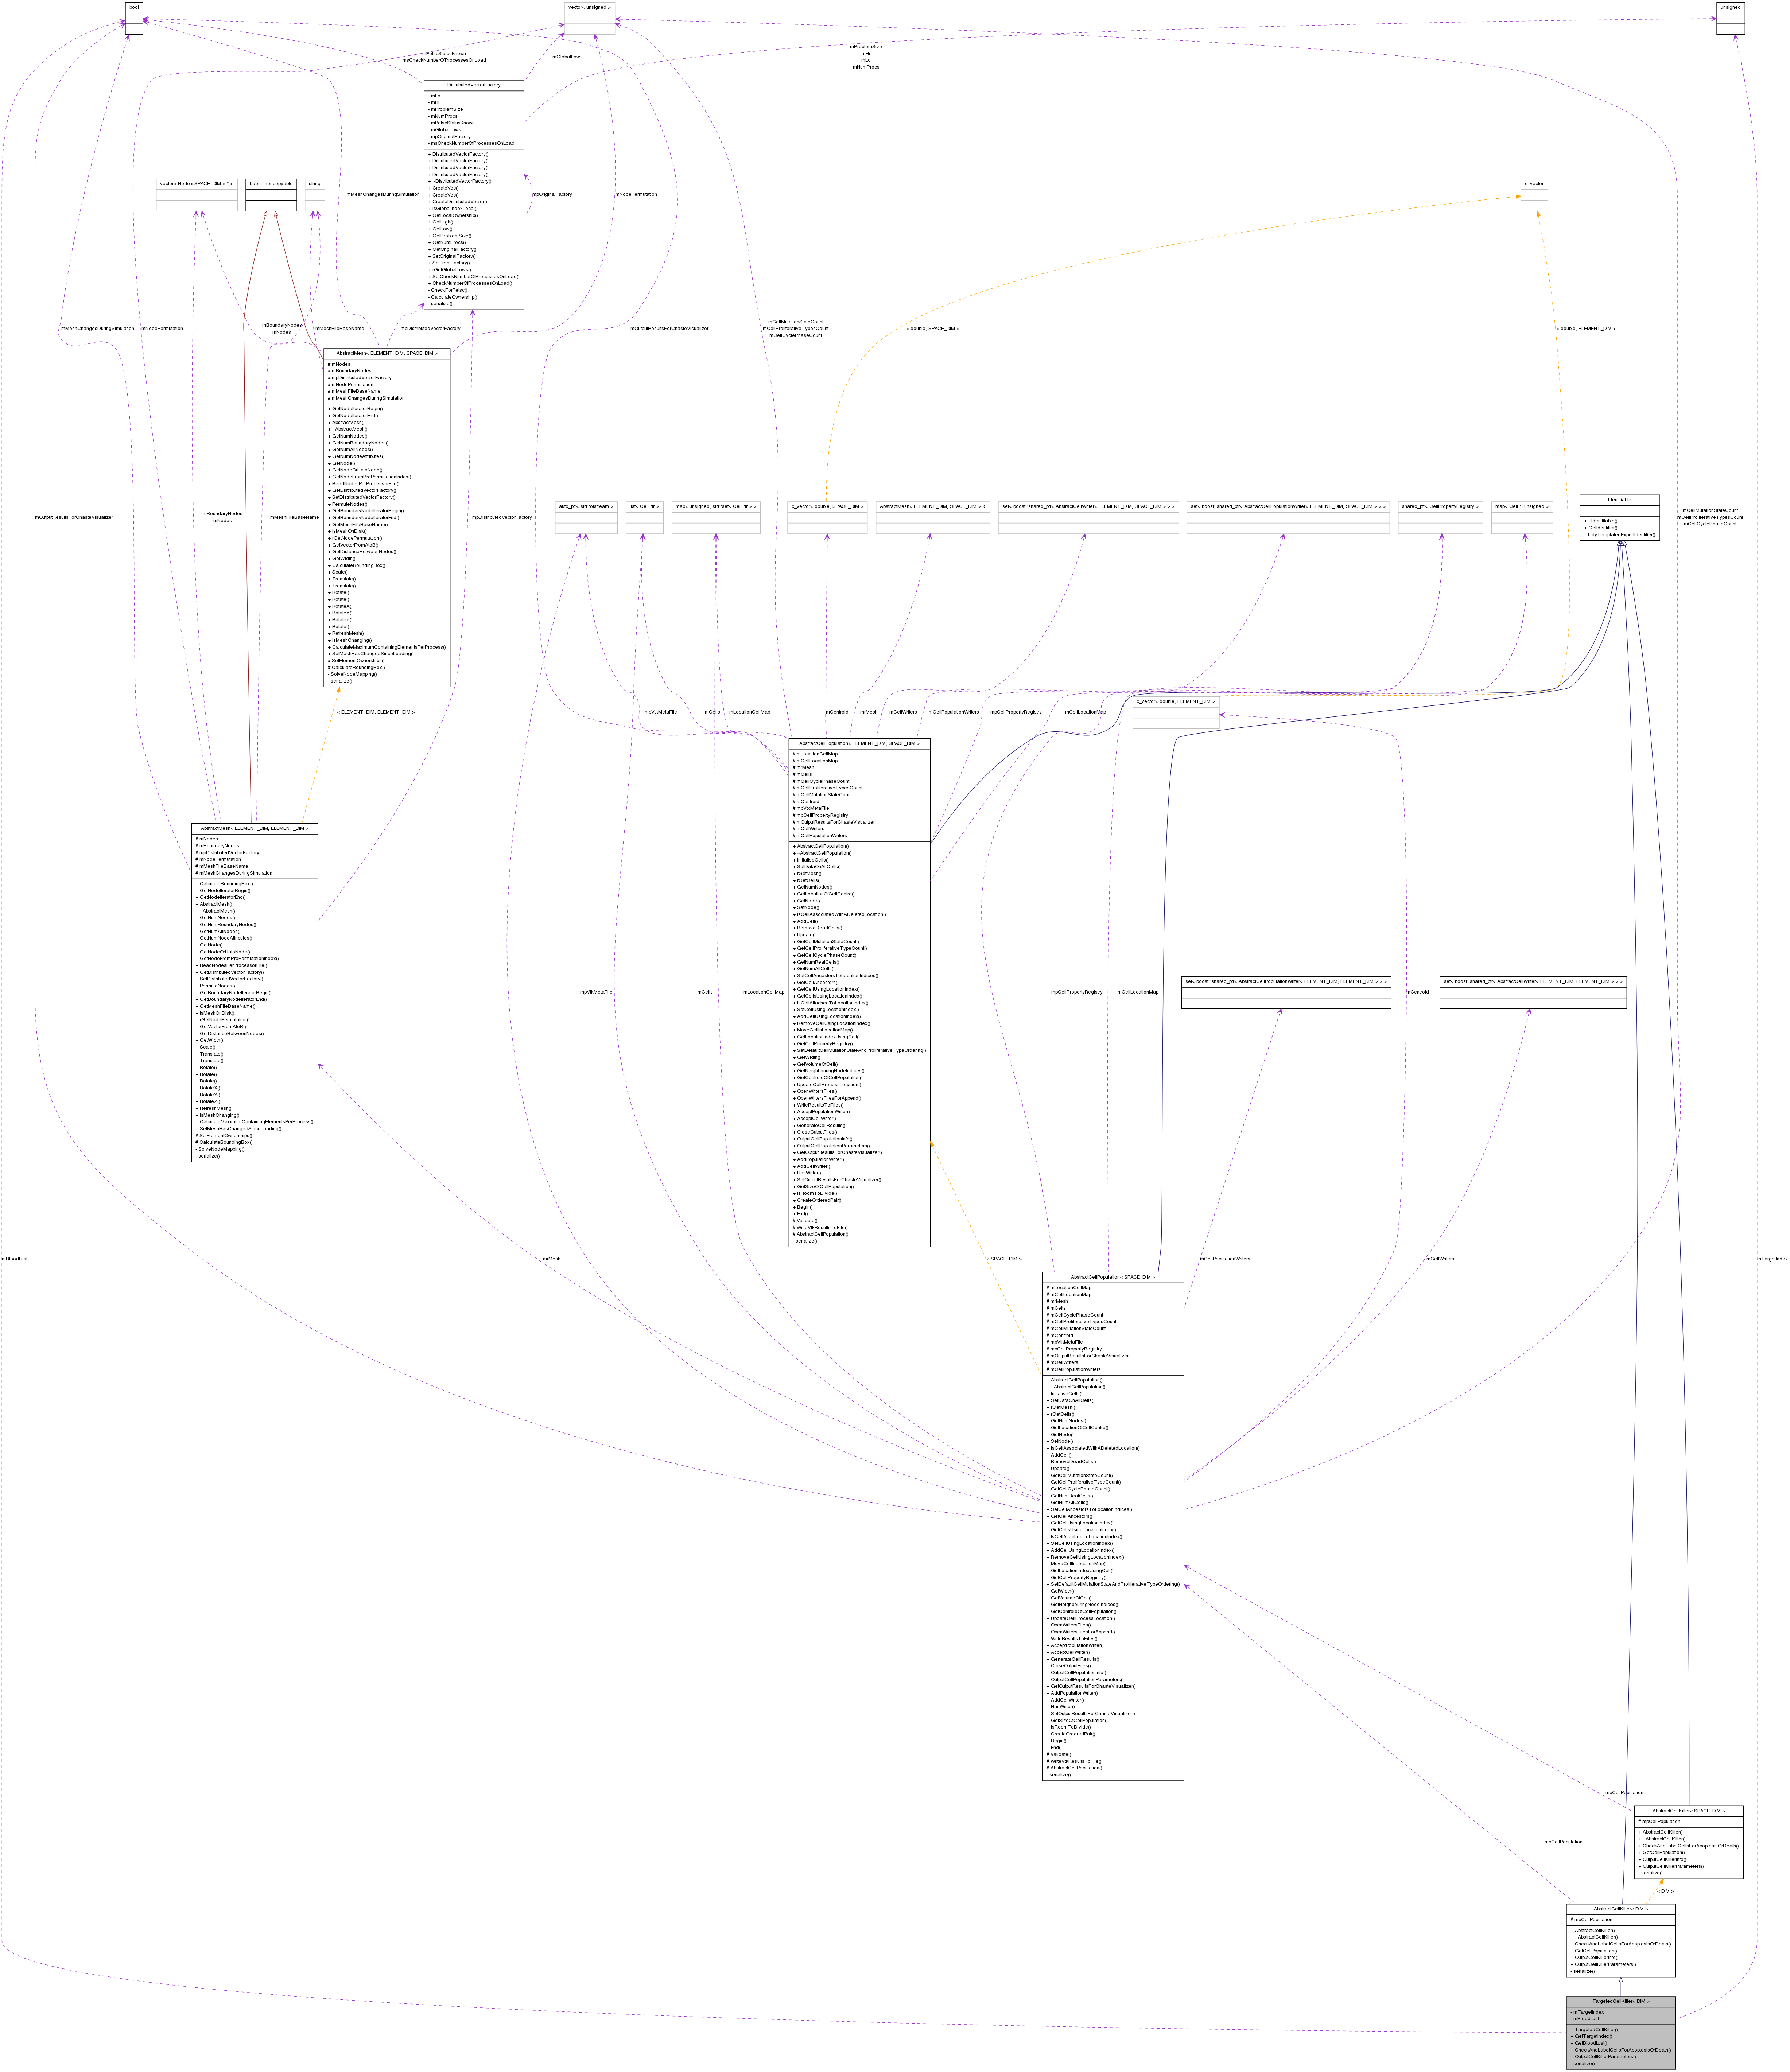 bool
vector< unsigned >
unsigned
mPetscStatusKnown
msCheckNumberOfProcessesOnLoad
mGlobalLows
mProblemSize
mHi
mLo
mNumProcs
DistributedVectorFactory
- mLo
- mHi
- mProblemSize
- mNumProcs
- mPetscStatusKnown
- mGlobalLows
- mpOriginalFactory
- msCheckNumberOfProcessesOnLoad
+ DistributedVectorFactory()
+ DistributedVectorFactory()
+ DistributedVectorFactory()
+ DistributedVectorFactory()
+ ~DistributedVectorFactory()
+ CreateVec()
+ CreateVec()
+ CreateDistributedVector()
+ IsGlobalIndexLocal()
+ GetLocalOwnership()
+ GetHigh()
+ GetLow()
+ GetProblemSize()
+ GetNumProcs()
+ GetOriginalFactory()
+ SetOriginalFactory()
+ SetFromFactory()
+ rGetGlobalLows()
+ SetCheckNumberOfProcessesOnLoad()
+ CheckNumberOfProcessesOnLoad()
- CheckForPetsc()
- CalculateOwnership()
- serialize()
vector< Node< SPACE_DIM > * >
boost::noncopyable
string
c_vector
mMeshChangesDuringSimulation
mpOriginalFactory
mNodePermutation
mMeshChangesDuringSimulation
mNodePermutation
mBoundaryNodes
mNodes
mMeshFileBaseName
mpDistributedVectorFactory
mOutputResultsForChasteVisualizer
mCellMutationStateCount
mCellProliferativeTypesCount
mCellCyclePhaseCount
< double, SPACE_DIM >
< double, ELEMENT_DIM >
AbstractMesh< ELEMENT_DIM, SPACE_DIM >
# mNodes
# mBoundaryNodes
# mpDistributedVectorFactory
# mNodePermutation
# mMeshFileBaseName
# mMeshChangesDuringSimulation
+ GetNodeIteratorBegin()
+ GetNodeIteratorEnd()
+ AbstractMesh()
+ ~AbstractMesh()
+ GetNumNodes()
+ GetNumBoundaryNodes()
+ GetNumAllNodes()
+ GetNumNodeAttributes()
+ GetNode()
+ GetNodeOrHaloNode()
+ GetNodeFromPrePermutationIndex()
+ ReadNodesPerProcessorFile()
+ GetDistributedVectorFactory()
+ SetDistributedVectorFactory()
+ PermuteNodes()
+ GetBoundaryNodeIteratorBegin()
+ GetBoundaryNodeIteratorEnd()
+ GetMeshFileBaseName()
+ IsMeshOnDisk()
+ rGetNodePermutation()
+ GetVectorFromAtoB()
+ GetDistanceBetweenNodes()
+ GetWidth()
+ CalculateBoundingBox()
+ Scale()
+ Translate()
+ Translate()
+ Rotate()
+ Rotate()
+ RotateX()
+ RotateY()
+ RotateZ()
+ Rotate()
+ RefreshMesh()
+ IsMeshChanging()
+ CalculateMaximumContainingElementsPerProcess()
+ SetMeshHasChangedSinceLoading()
# SetElementOwnerships()
# CalculateBoundingBox()
- SolveNodeMapping()
- serialize()
mOutputResultsForChasteVisualizer
mBoundaryNodes
mNodes
mMeshFileBaseName
mpDistributedVectorFactory
auto_ptr< std::ofstream >
list< CellPtr >
map< unsigned, std::set< CellPtr > >
c_vector< double, SPACE_DIM >
AbstractMesh< ELEMENT_DIM, SPACE_DIM > &
set< boost::shared_ptr< AbstractCellWriter< ELEMENT_DIM, SPACE_DIM > > >
set< boost::shared_ptr< AbstractCellPopulationWriter< ELEMENT_DIM, SPACE_DIM > > >
shared_ptr< CellPropertyRegistry >
map< Cell *, unsigned >
Identifiable
+ ~Identifiable()
+ GetIdentifier()
- TidyTemplatedExportIdentifier()
mCellMutationStateCount
mCellProliferativeTypesCount
mCellCyclePhaseCount
< ELEMENT_DIM, ELEMENT_DIM >
mpVtkMetaFile
mCells
mLocationCellMap
mCentroid
mrMesh
mCellWriters
mCellPopulationWriters
mpCellPropertyRegistry
mCellLocationMap
c_vector< double, ELEMENT_DIM >
AbstractCellPopulation< ELEMENT_DIM, SPACE_DIM >
# mLocationCellMap
# mCellLocationMap
# mrMesh
# mCells
# mCellCyclePhaseCount
# mCellProliferativeTypesCount
# mCellMutationStateCount
# mCentroid
# mpVtkMetaFile
# mpCellPropertyRegistry
# mOutputResultsForChasteVisualizer
# mCellWriters
# mCellPopulationWriters
+ AbstractCellPopulation()
+ ~AbstractCellPopulation()
+ InitialiseCells()
+ SetDataOnAllCells()
+ rGetMesh()
+ rGetCells()
+ GetNumNodes()
+ GetLocationOfCellCentre()
+ GetNode()
+ SetNode()
+ IsCellAssociatedWithADeletedLocation()
+ AddCell()
+ RemoveDeadCells()
+ Update()
+ GetCellMutationStateCount()
+ GetCellProliferativeTypeCount()
+ GetCellCyclePhaseCount()
+ GetNumRealCells()
+ GetNumAllCells()
+ SetCellAncestorsToLocationIndices()
+ GetCellAncestors()
+ GetCellUsingLocationIndex()
+ GetCellsUsingLocationIndex()
+ IsCellAttachedToLocationIndex()
+ SetCellUsingLocationIndex()
+ AddCellUsingLocationIndex()
+ RemoveCellUsingLocationIndex()
+ MoveCellInLocationMap()
+ GetLocationIndexUsingCell()
+ GetCellPropertyRegistry()
+ SetDefaultCellMutationStateAndProliferativeTypeOrdering()
+ GetWidth()
+ GetVolumeOfCell()
+ GetNeighbouringNodeIndices()
+ GetCentroidOfCellPopulation()
+ UpdateCellProcessLocation()
+ OpenWritersFiles()
+ OpenWritersFilesForAppend()
+ WriteResultsToFiles()
+ AcceptPopulationWriter()
+ AcceptCellWriter()
+ GenerateCellResults()
+ CloseOutputFiles()
+ OutputCellPopulationInfo()
+ OutputCellPopulationParameters()
+ GetOutputResultsForChasteVisualizer()
+ AddPopulationWriter()
+ AddCellWriter()
+ HasWriter()
+ SetOutputResultsForChasteVisualizer()
+ GetSizeOfCellPopulation()
+ IsRoomToDivide()
+ CreateOrderedPair()
+ Begin()
+ End()
# Validate()
# WriteVtkResultsToFile()
# AbstractCellPopulation()
- serialize()
AbstractMesh< ELEMENT_DIM, ELEMENT_DIM >
# mNodes
# mBoundaryNodes
# mpDistributedVectorFactory
# mNodePermutation
# mMeshFileBaseName
# mMeshChangesDuringSimulation
+ CalculateBoundingBox()
+ GetNodeIteratorBegin()
+ GetNodeIteratorEnd()
+ AbstractMesh()
+ ~AbstractMesh()
+ GetNumNodes()
+ GetNumBoundaryNodes()
+ GetNumAllNodes()
+ GetNumNodeAttributes()
+ GetNode()
+ GetNodeOrHaloNode()
+ GetNodeFromPrePermutationIndex()
+ ReadNodesPerProcessorFile()
+ GetDistributedVectorFactory()
+ SetDistributedVectorFactory()
+ PermuteNodes()
+ GetBoundaryNodeIteratorBegin()
+ GetBoundaryNodeIteratorEnd()
+ GetMeshFileBaseName()
+ IsMeshOnDisk()
+ rGetNodePermutation()
+ GetVectorFromAtoB()
+ GetDistanceBetweenNodes()
+ GetWidth()
+ Scale()
+ Translate()
+ Translate()
+ Rotate()
+ Rotate()
+ Rotate()
+ RotateX()
+ RotateY()
+ RotateZ()
+ RefreshMesh()
+ IsMeshChanging()
+ CalculateMaximumContainingElementsPerProcess()
+ SetMeshHasChangedSinceLoading()
# SetElementOwnerships()
# CalculateBoundingBox()
- SolveNodeMapping()
- serialize()
mpVtkMetaFile
mCells
mLocationCellMap
mpCellPropertyRegistry
mCellLocationMap
set< boost::shared_ptr< AbstractCellPopulationWriter< ELEMENT_DIM, ELEMENT_DIM > > >
mCentroid
set< boost::shared_ptr< AbstractCellWriter< ELEMENT_DIM, ELEMENT_DIM > > >
mBloodLust
mrMesh
< SPACE_DIM >
mCellPopulationWriters
mCellWriters
mTargetIndex
AbstractCellPopulation< SPACE_DIM >
# mLocationCellMap
# mCellLocationMap
# mrMesh
# mCells
# mCellCyclePhaseCount
# mCellProliferativeTypesCount
# mCellMutationStateCount
# mCentroid
# mpVtkMetaFile
# mpCellPropertyRegistry
# mOutputResultsForChasteVisualizer
# mCellWriters
# mCellPopulationWriters
+ AbstractCellPopulation()
+ ~AbstractCellPopulation()
+ InitialiseCells()
+ SetDataOnAllCells()
+ rGetMesh()
+ rGetCells()
+ GetNumNodes()
+ GetLocationOfCellCentre()
+ GetNode()
+ SetNode()
+ IsCellAssociatedWithADeletedLocation()
+ AddCell()
+ RemoveDeadCells()
+ Update()
+ GetCellMutationStateCount()
+ GetCellProliferativeTypeCount()
+ GetCellCyclePhaseCount()
+ GetNumRealCells()
+ GetNumAllCells()
+ SetCellAncestorsToLocationIndices()
+ GetCellAncestors()
+ GetCellUsingLocationIndex()
+ GetCellsUsingLocationIndex()
+ IsCellAttachedToLocationIndex()
+ SetCellUsingLocationIndex()
+ AddCellUsingLocationIndex()
+ RemoveCellUsingLocationIndex()
+ MoveCellInLocationMap()
+ GetLocationIndexUsingCell()
+ GetCellPropertyRegistry()
+ SetDefaultCellMutationStateAndProliferativeTypeOrdering()
+ GetWidth()
+ GetVolumeOfCell()
+ GetNeighbouringNodeIndices()
+ GetCentroidOfCellPopulation()
+ UpdateCellProcessLocation()
+ OpenWritersFiles()
+ OpenWritersFilesForAppend()
+ WriteResultsToFiles()
+ AcceptPopulationWriter()
+ AcceptCellWriter()
+ GenerateCellResults()
+ CloseOutputFiles()
+ OutputCellPopulationInfo()
+ OutputCellPopulationParameters()
+ GetOutputResultsForChasteVisualizer()
+ AddPopulationWriter()
+ AddCellWriter()
+ HasWriter()
+ SetOutputResultsForChasteVisualizer()
+ GetSizeOfCellPopulation()
+ IsRoomToDivide()
+ CreateOrderedPair()
+ Begin()
+ End()
# Validate()
# WriteVtkResultsToFile()
# AbstractCellPopulation()
- serialize()
mpCellPopulation
AbstractCellKiller< SPACE_DIM >
# mpCellPopulation
+ AbstractCellKiller()
+ ~AbstractCellKiller()
+ CheckAndLabelCellsForApoptosisOrDeath()
+ GetCellPopulation()
+ OutputCellKillerInfo()
+ OutputCellKillerParameters()
- serialize()
mpCellPopulation
< DIM >
AbstractCellKiller< DIM >
# mpCellPopulation
+ AbstractCellKiller()
+ ~AbstractCellKiller()
+ CheckAndLabelCellsForApoptosisOrDeath()
+ GetCellPopulation()
+ OutputCellKillerInfo()
+ OutputCellKillerParameters()
- serialize()
TargetedCellKiller< DIM >
- mTargetIndex
- mBloodLust
+ TargetedCellKiller()
+ GetTargetIndex()
+ GetBloodLust()
+ CheckAndLabelCellsForApoptosisOrDeath()
+ OutputCellKillerParameters()
- serialize()